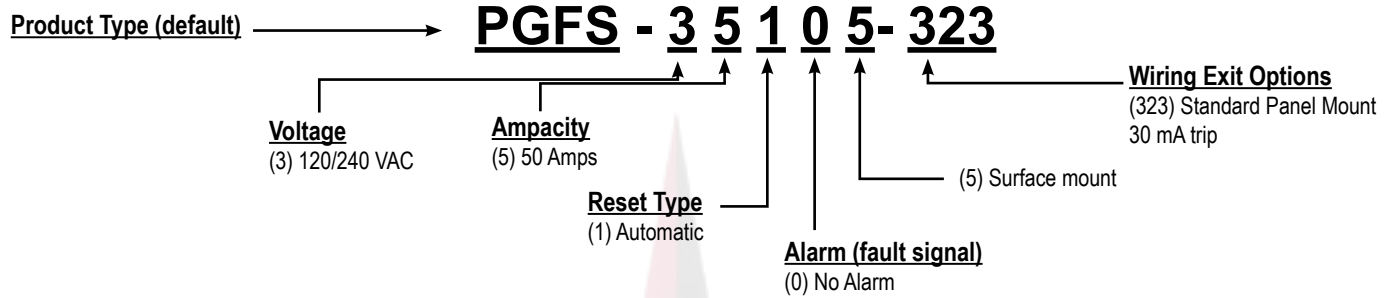 Product Type (default)
PGFS - 3 5 1 0 5- 323
Wiring Exit Options
(323) Standard Panel Mount
30 mA trip
Voltage
(3) 120/240 VAC
Ampacity
(5) 50 Amps
(5) Surface mount
Reset Type
(1) Automatic
Alarm (fault signal)
(0) No Alarm